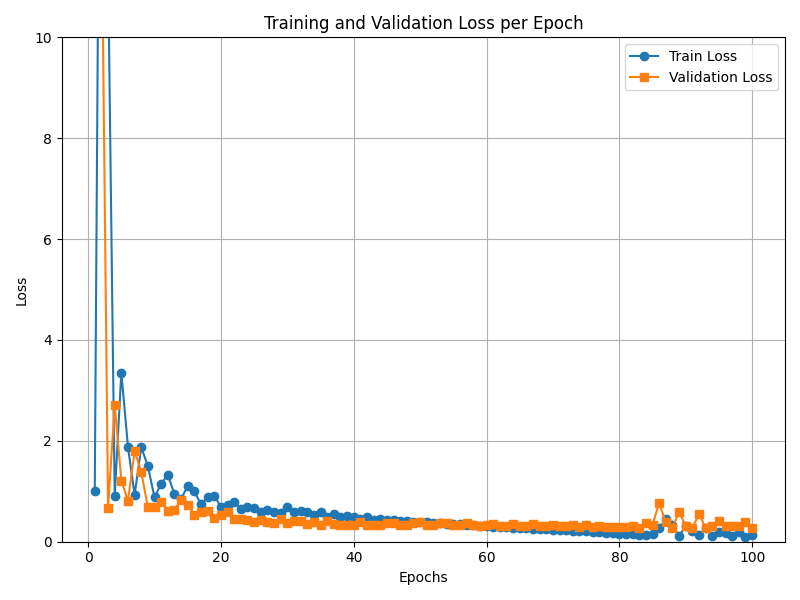 Training and Validation Loss per Epoch
10
8
6
4
2
0
Loss
Train Loss
Validation Loss
0 20 40 60 80 100
Epochs